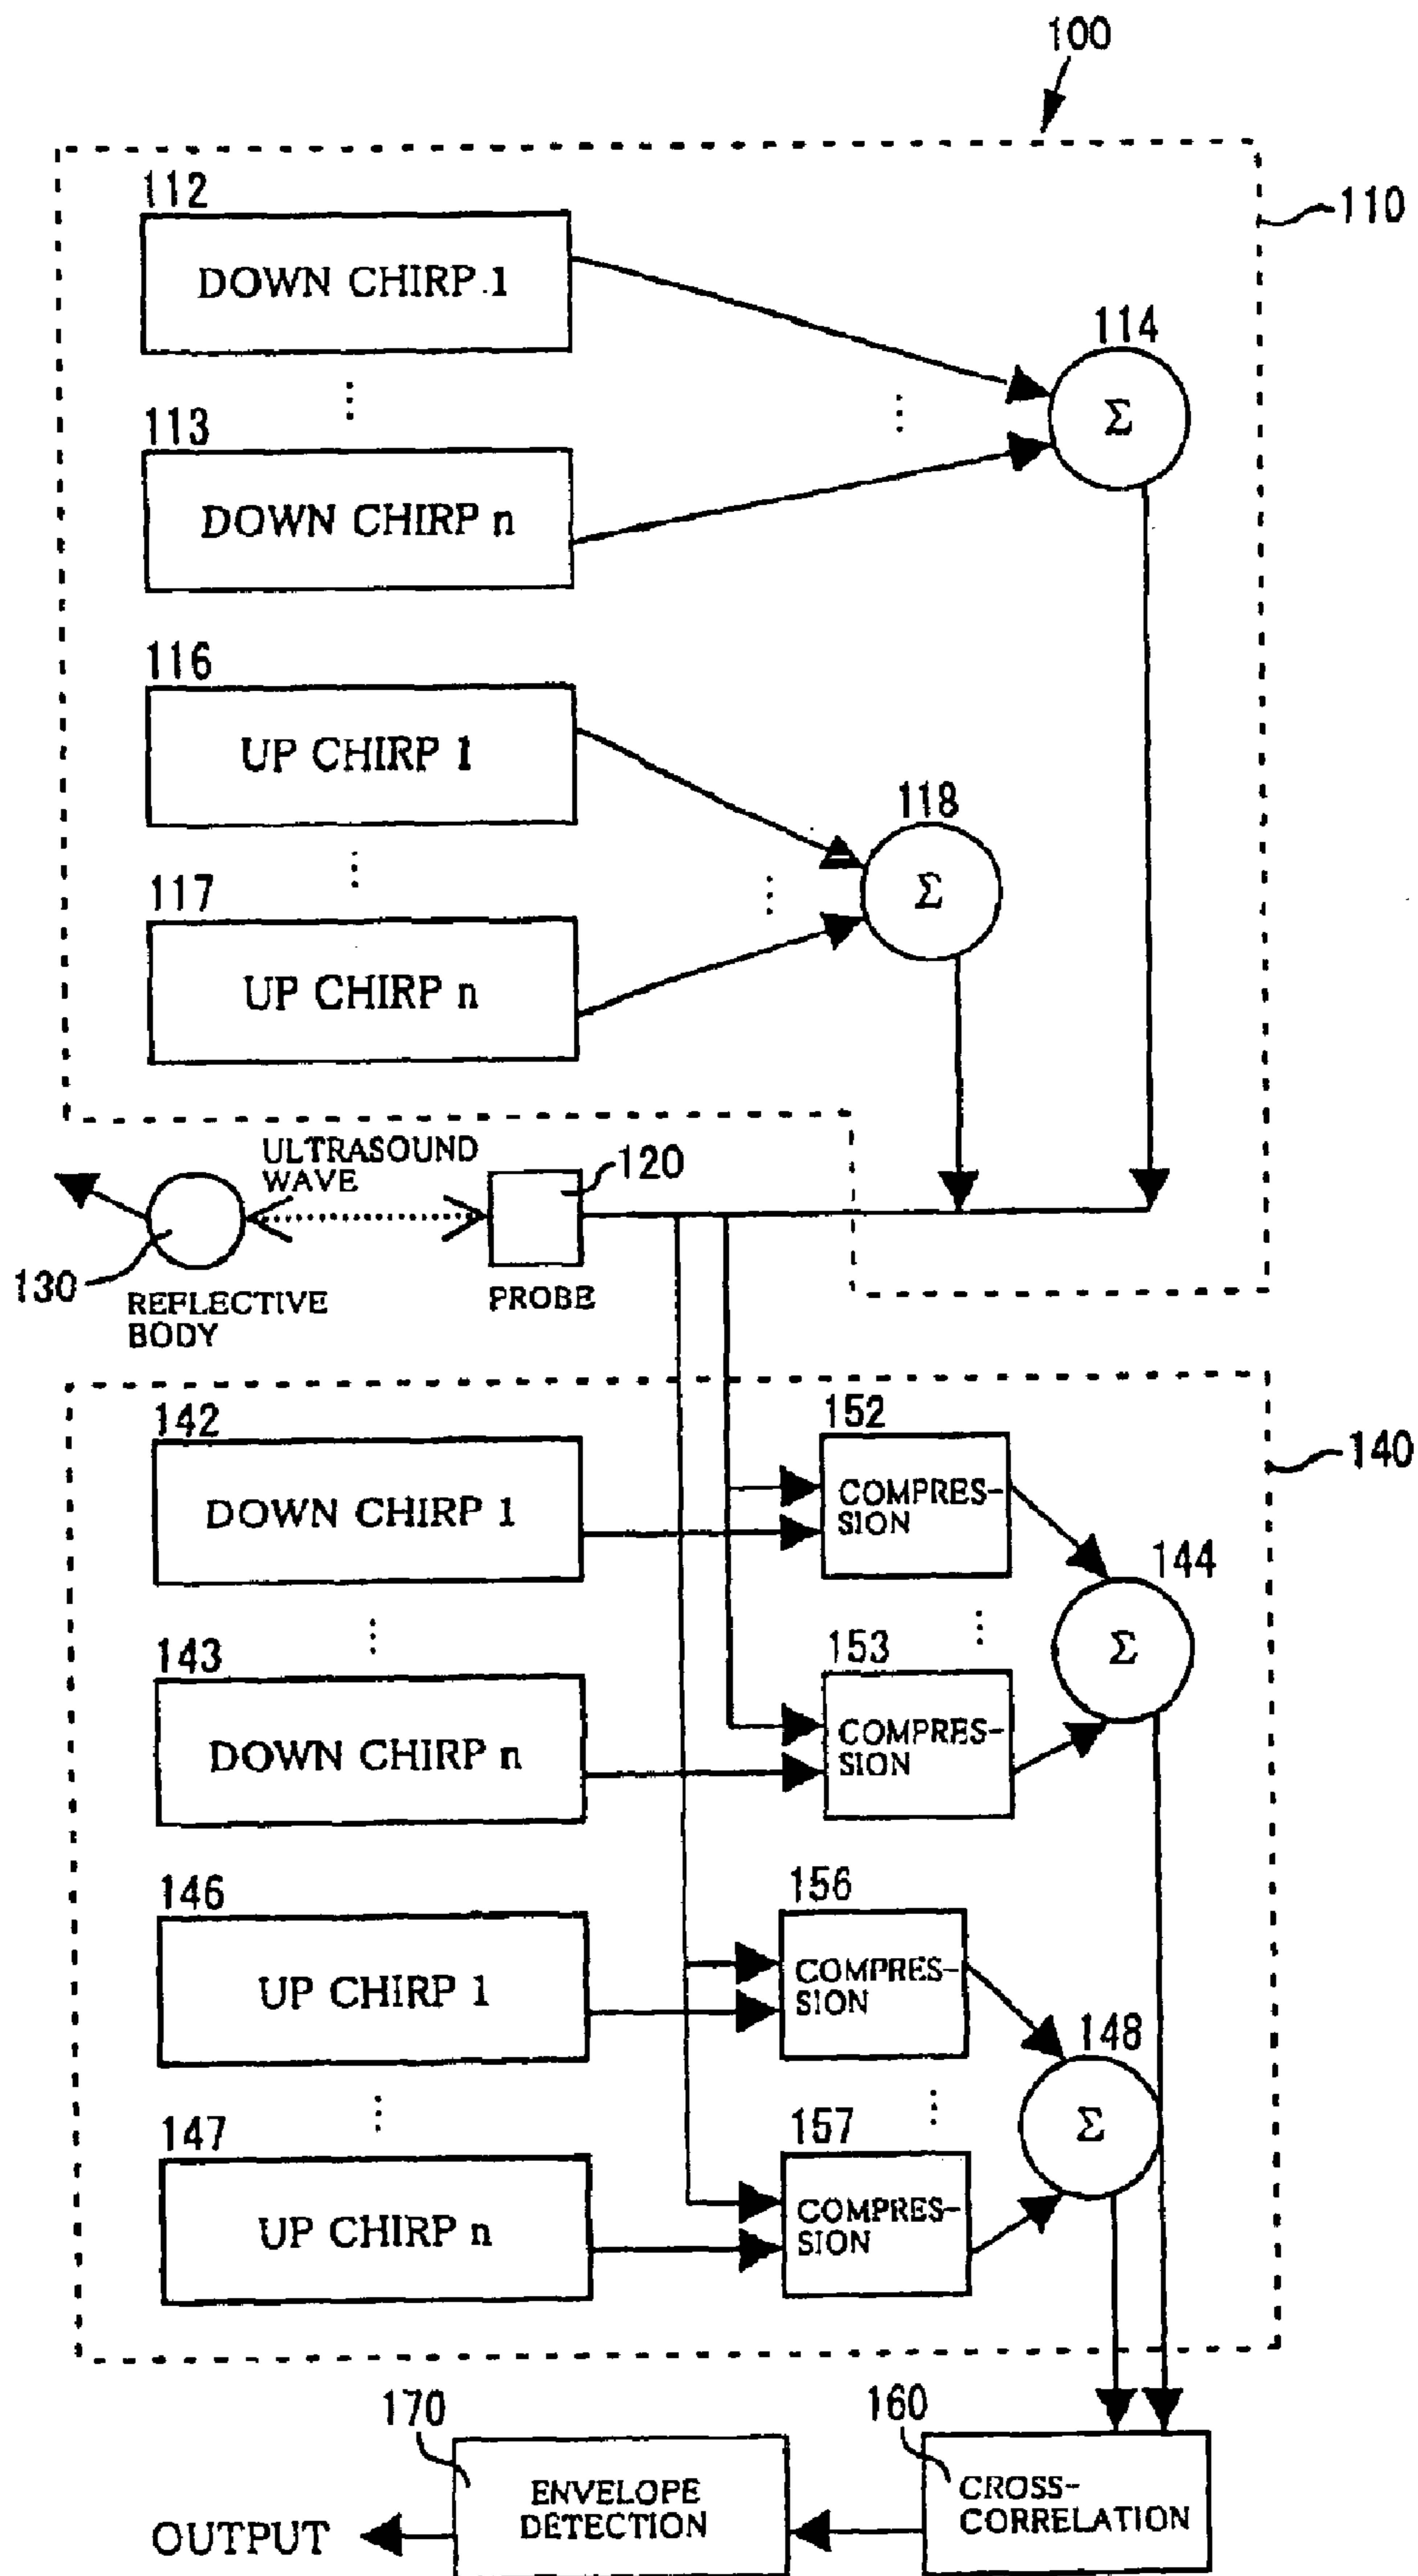 100
110
112
DOWN CHIRP 1
114
Σ
113
DOWN CHIRP n
116
UP CHIRP 1
118
Σ
117
UP CHIRP n
ULTRASOUND
WAVE
120
130
REFLECTIVE
BODY
PROBE
140
142
DOWN CHIRP 1
152
COMPRES-
SION
144
Σ
143
DOWN CHIRP n
153
COMPRES-
SION
146
UP CHIRP 1
156
COMPRES-
SION
148
Σ
147
UP CHIRP n
157
COMPRES-
SION
170
160
ENVELOPE
DETECTION
CROSS-
CORRELATION
OUTPUT